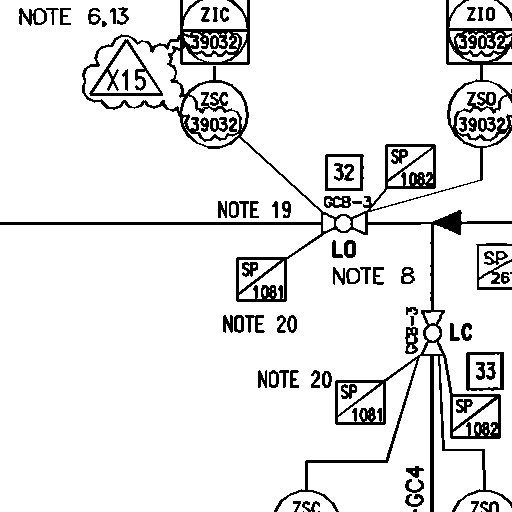 NOTE 6,13
ZIC
39032
ZIO
39032
X15
ZSC
39032
ZSO
39032
32
SP
1082
GCB-3
NOTE 19
LO
SP
1081
NOTE 8
SP
NOTE 20
GCB-3
LC
33
NOTE 20
SP
1081
SP
1082
GC4
ZSC
ZSO